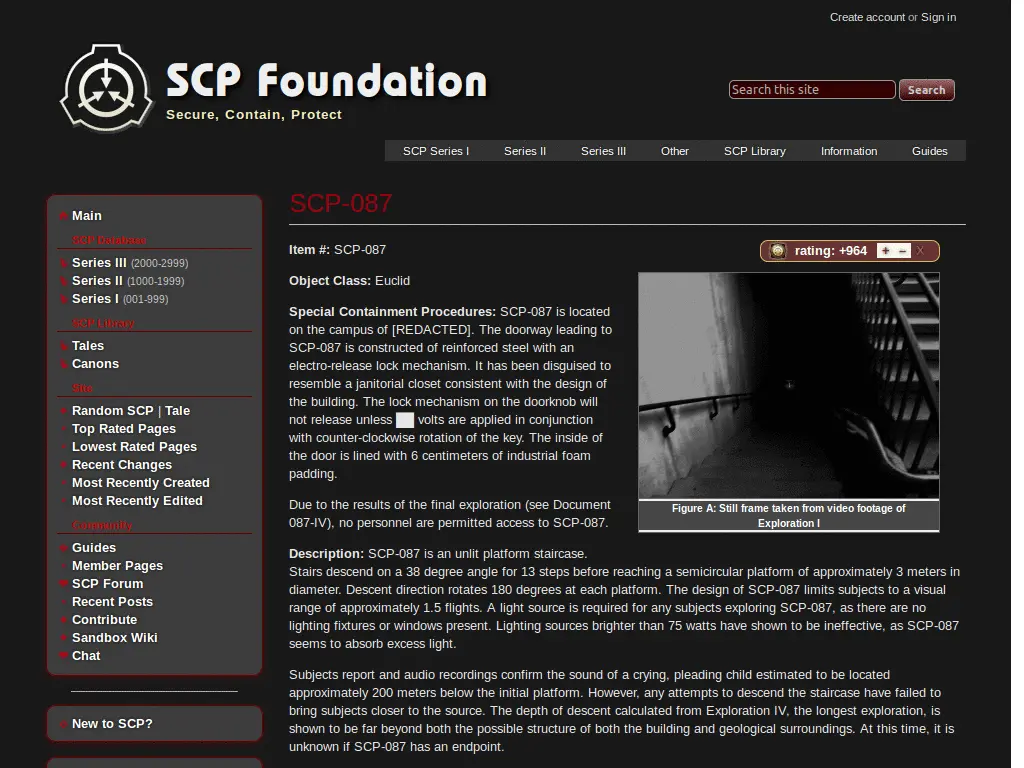 Create account or Sign in
SCP Foundation
Secure, Contain, Protect
Search this site
Search
SCP Series I Series II Series III Other SCP Library Information Guides
Main
SCP Database
Series III (2000-2999)
Series II (1000-1999)
Series I (001-999)
SCP Library
Tales
Canons
Site
Random SCP | Tale
Top Rated Pages
Lowest Rated Pages
Recent Changes
Most Recently Created
Most Recently Edited
Community
Guides
Member Pages
SCP Forum
Recent Posts
Contribute
Sandbox Wiki
Chat
New to SCP?
SCP-087
rating: +964 + – X
Item #: SCP-087
Object Class: Euclid
Special Containment Procedures: SCP-087 is located
on the campus of [REDACTED]. The doorway leading to
SCP-087 is constructed of reinforced steel with an
electro-release lock mechanism. It has been disguised to
resemble a janitorial closet consistent with the design of
the building. The lock mechanism on the doorknob will
not release unless ██ volts are applied in conjunction
with counter-clockwise rotation of the key. The inside of
the door is lined with 6 centimeters of industrial foam
padding.
Due to the results of the final exploration (see Document
087-IV), no personnel are permitted access to SCP-087.
Figure A: Still frame taken from video footage of
Exploration I
Description: SCP-087 is an unlit platform staircase.
Stairs descend on a 38 degree angle for 13 steps before reaching a semicircular platform of approximately 3 meters in
diameter. Descent direction rotates 180 degrees at each platform. The design of SCP-087 limits subjects to a visual
range of approximately 1.5 flights. A light source is required for any subjects exploring SCP-087, as there are no
lighting fixtures or windows present. Lighting sources brighter than 75 watts have shown to be ineffective, as SCP-087
seems to absorb excess light.
Subjects report and audio recordings confirm the sound of a crying, pleading child estimated to be located
approximately 200 meters below the initial platform. However, any attempts to descend the staircase have failed to
bring subjects closer to the source. The depth of descent calculated from Exploration IV, the longest exploration, is
shown to be far beyond both the possible structure of both the building and geological surroundings. At this time, it is
unknown if SCP-087 has an endpoint.